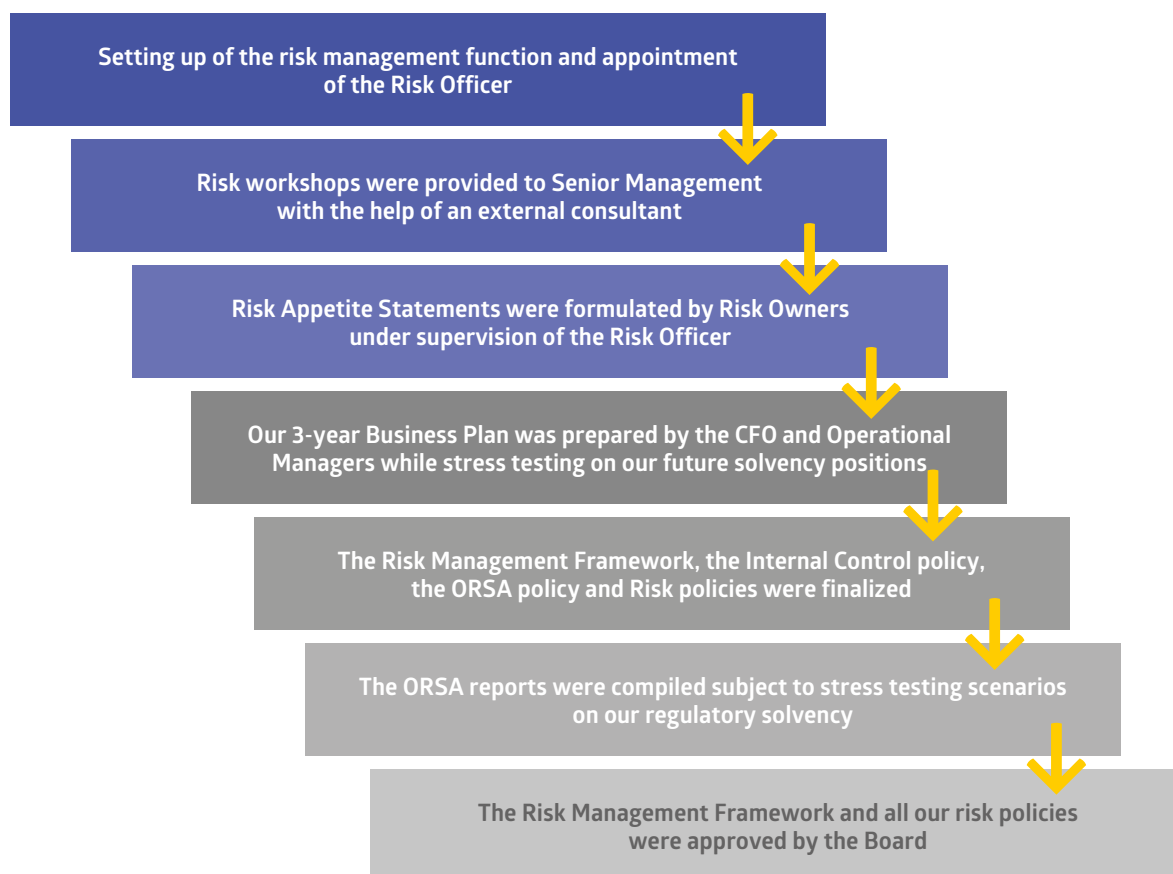 Setting up of the risk management function and appointment
of the Risk Officer
Risk workshops were provided to Senior Management
with the help of an external consultant
Risk Appetite Statements were formulated by Risk Owners
under supervision of the Risk Officer
Our 3-year Business Plan was prepared by the CFO and Operational
Managers while stress testing on our future solvency positions
The Risk Management Framework, the Internal Control policy,
the ORSA policy and Risk policies were finalized
The ORSA reports were compiled subject to stress testing scenarios
on our regulatory solvency
The Risk Management Framework and all our risk policies
were approved by the Board